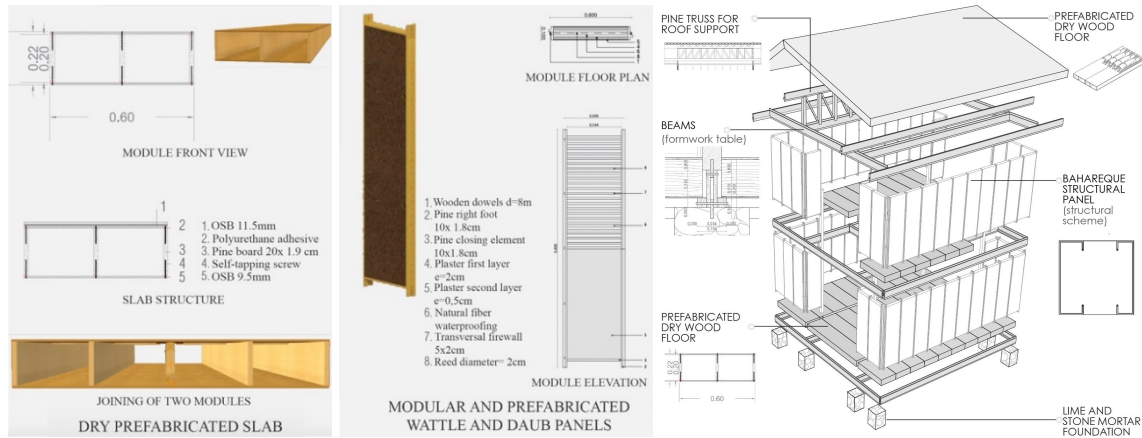 0.22
0.20
0.60
MODULE FRONT VIEW
1
2
3
4
5
1. OSB 11.5mm
2. Polyurethane adhesive
3. Pine board 20x 1.9 cm
4. Self-tapping screw
5. OSB 9.5mm
SLAB STRUCTURE
JOINING OF TWO MODULES
DRY PREFABRICATED SLAB
0.600
MODULE FLOOR PLAN
1. Wooden dowels d=8m
2. Pine right foot
10x 1.8cm
3. Pine closing element
10x1.8cm
4. Plaster first layer
e=2cm
5. Plaster second layer
e=0,5cm
6. Natural fiber
waterproofing
7. Transversal firewall
5x2cm
8. Reed diameter= 2cm
MODULE ELEVATION
MODULAR AND PREFABRICATED
WATTLE AND DAUB PANELS
PINE TRUSS FOR
ROOF SUPPORT
PREFABRICATED
DRY WOOD
FLOOR
BEAMS
(formwork table)
BAHAREQUE
STRUCTURAL
PANEL
(structural
scheme)
PREFABRICATED
DRY WOOD
FLOOR
0.22
0.20
0.60
LIME AND
STONE MORTAR
FOUNDATION